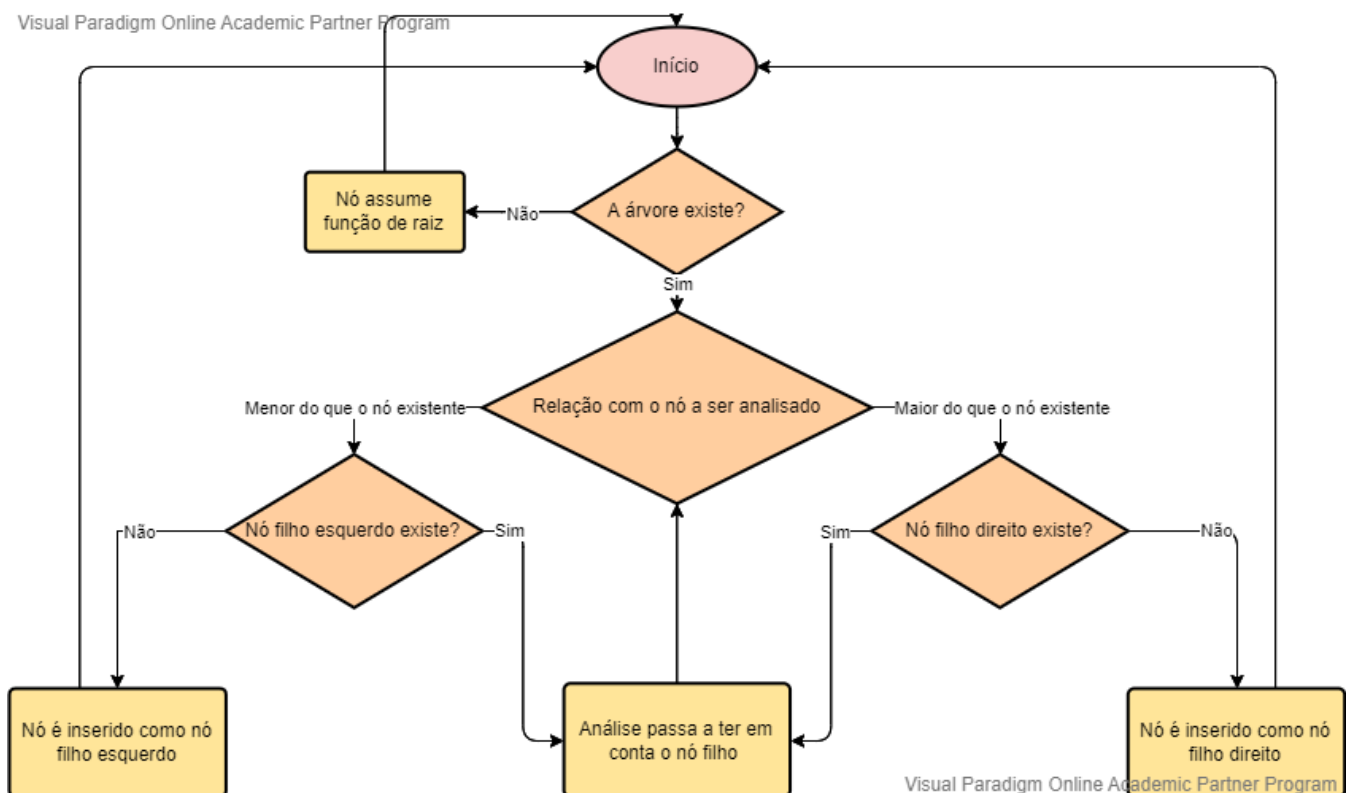 Visual Paradigm Online Academic Partner Program
Início
Nó assume
função de raiz
Não
A árvore existe?
Sim
Menor do que o nó existente
Relação com o nó a ser analisado
Maior do que o nó existente
Não
Nó filho esquerdo existe?
Sim
Sim
Nó filho direito existe?
Não
Nó é inserido como nó
filho esquerdo
Análise passa a ter em
conta o nó filho
Nó é inserido como nó
filho direito
Visual Paradigm Online Academic Partner Program